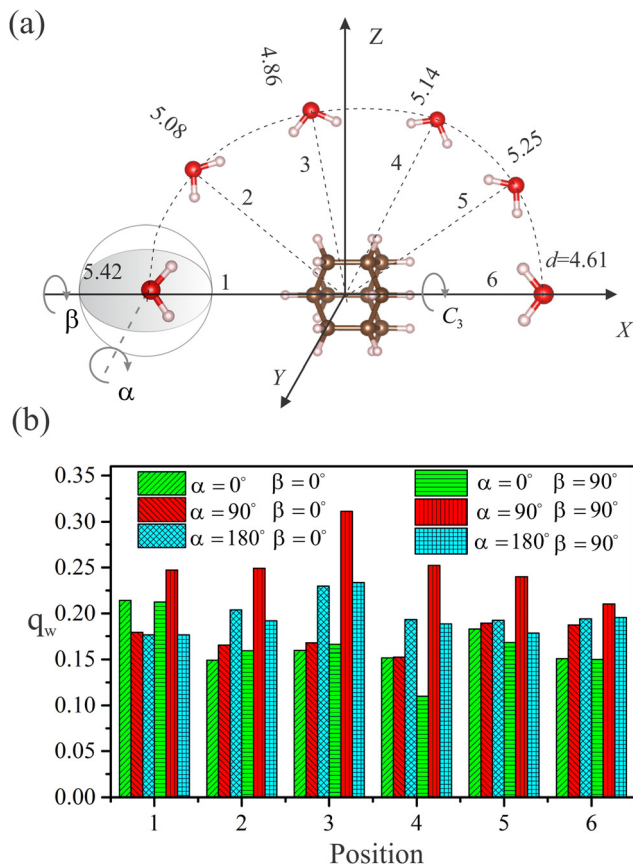 (a)
Z
4.86
5.14
5.08
5.25
3
4
2
5
5.42
1
6
d=4.61
β
C3
X
α
Y
(b)
0.35
0.30
0.25
0.20
0.15
0.10
0.05
0.00
qw
α=0° β=0°
α=90° β=0°
α=180° β=0°
α=0° β=90°
α=90° β=90°
α=180° β=90°
1 2 3 4 5 6
Position